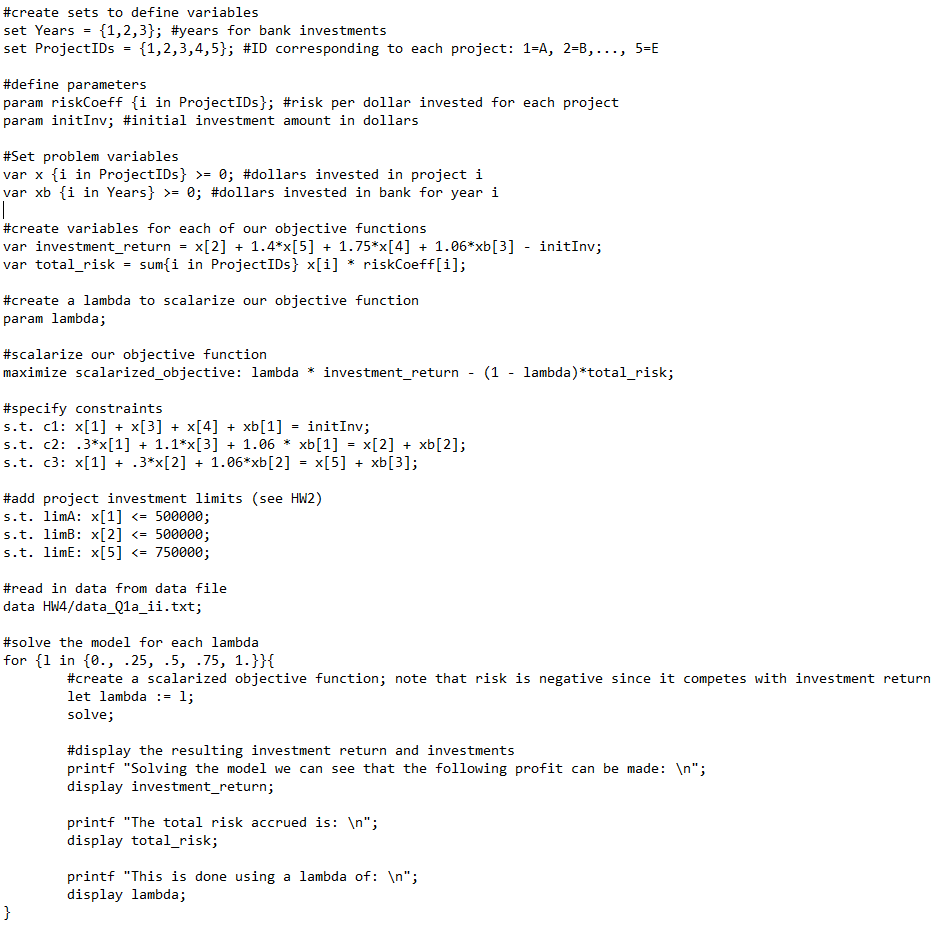 #create sets to define variables
set Years = {1,2,3}; #years for bank investments
set ProjectIDs = {1,2,3,4,5}; #ID corresponding to each project: 1=A, 2=B,..., 5=E

#define parameters
param riskCoeff {i in ProjectIDs}; #risk per dollar invested for each project
param initInv; #initial investment amount in dollars

#Set problem variables
var x {i in ProjectIDs} >= 0; #dollars invested in project i
var xb {i in Years} >= 0; #dollars invested in bank for year i

#create variables for each of our objective functions
var investment_return = x[2] + 1.4*x[5] + 1.75*x[4] + 1.06*xb[3] - initInv;
var total_risk = sum{i in ProjectIDs} x[i] * riskCoeff[i];

#create a lambda to scalarize our objective function
param lambda;

#scalarize our objective function
maximize scalarized_objective: lambda * investment_return - (1 - lambda)*total_risk;

#specify constraints
s.t. c1: x[1] + x[3] + x[4] + xb[1] = initInv;
s.t. c2: .3*x[1] + 1.1*x[3] + 1.06 * xb[1] = x[2] + xb[2];
s.t. c3: x[1] + .3*x[2] + 1.06*xb[2] = x[5] + xb[3];

#add project investment limits (see HW2)
s.t. limA: x[1] <= 500000;
s.t. limB: x[2] <= 500000;
s.t. limE: x[5] <= 750000;

#read in data from data file
data HW4/data_Q1a_ii.txt;

#solve the model for each lambda
for {l in {0., .25, .5, .75, 1.}}{
	#create a scalarized objective function; note that risk is negative since it competes with investment return
	let lambda := l;
	solve;

	#display the resulting investment return and investments
	printf "Solving the model we can see that the following profit can be made: \n";
	display investment_return;

	printf "The total risk accrued is: \n";
	display total_risk;

	printf "This is done using a lambda of: \n";
	display lambda;
}